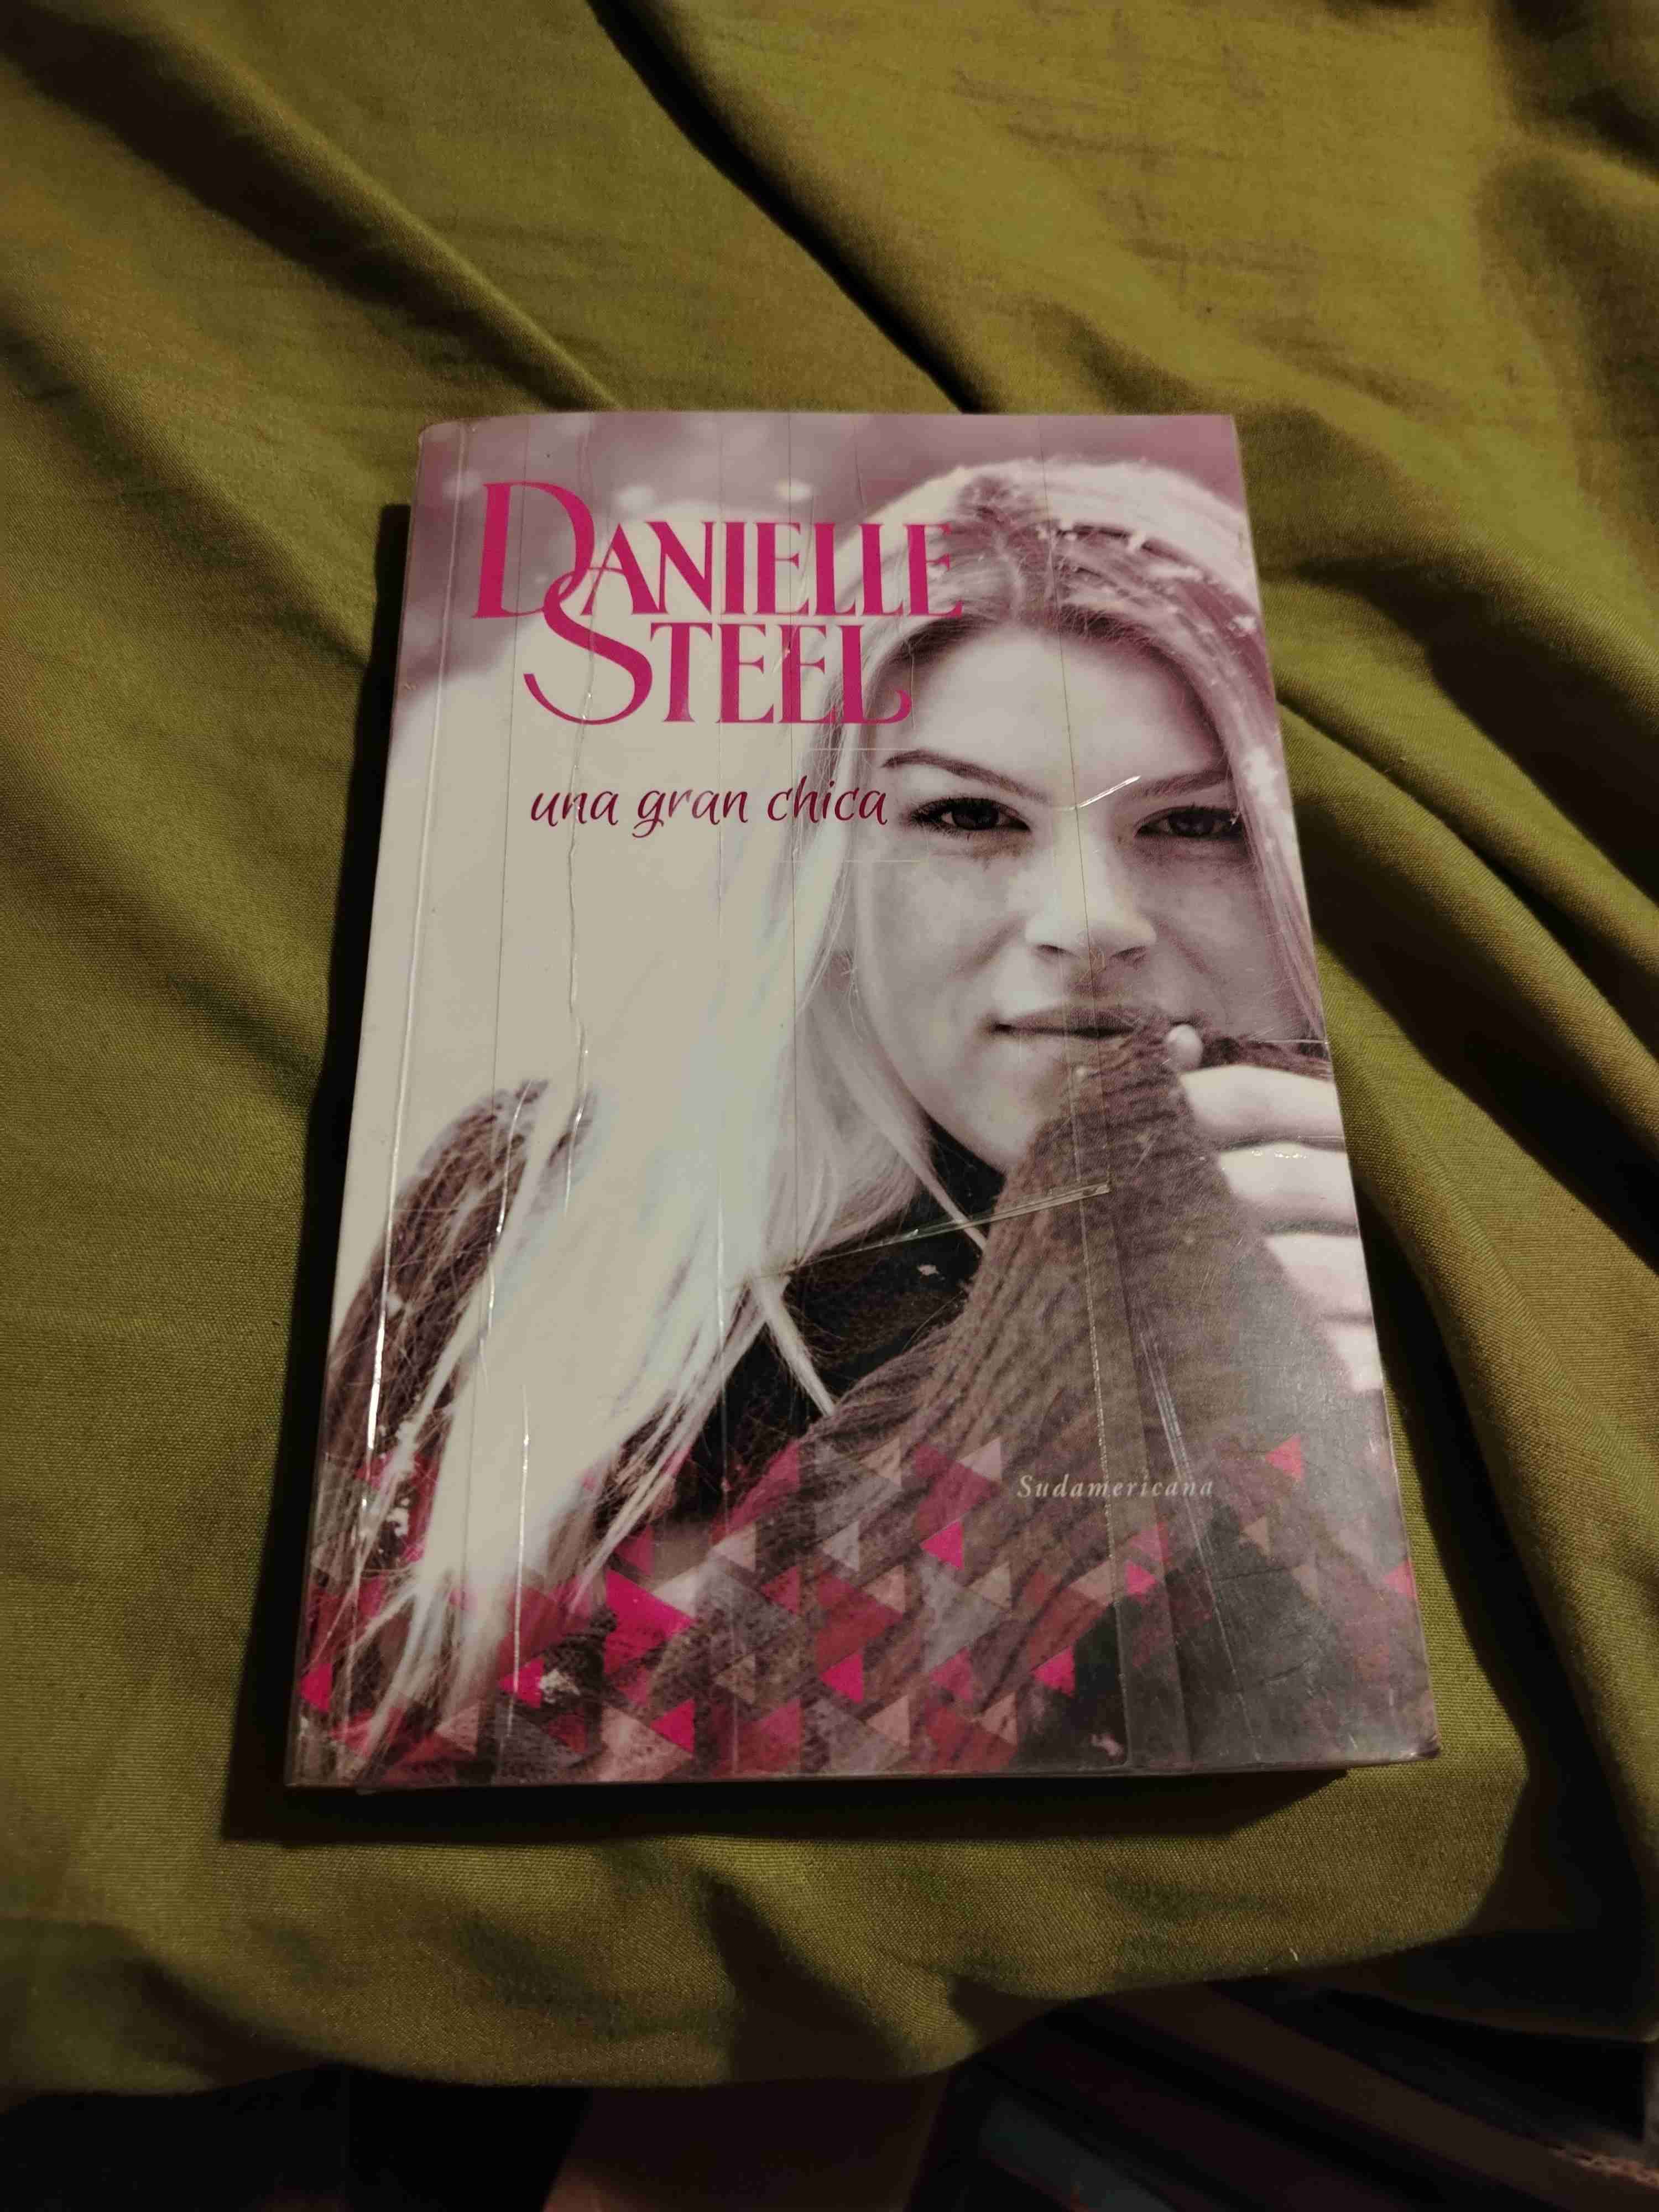 DANIELLE
STEEL
una gran chica
Sudamericana